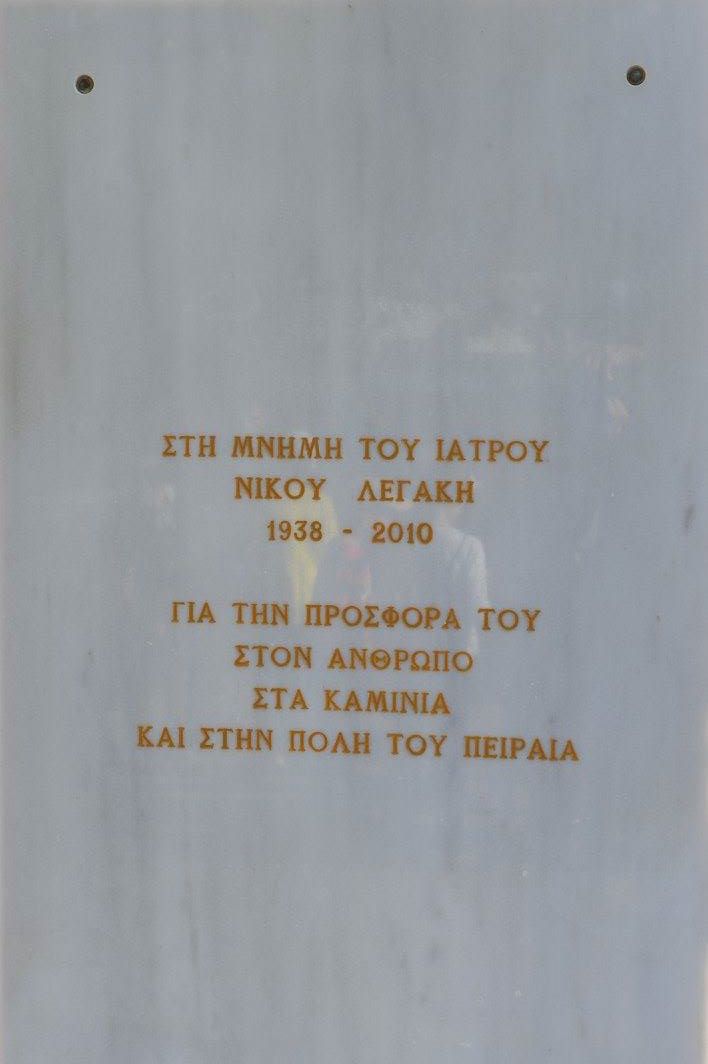 ΣΤΗ ΜΝΗΜΗ ΤΟΥ ΙΑΤΡΟΥ
ΝΙΚΟΥ ΛΕΓΑΚΗ
1938 - 2010
ΓΙΑ ΤΗΝ ΠΡΟΣΦΟΡΑ ΤΟΥ
ΣΤΟΝ ΑΝΘΡΩΠΟ
ΣΤΑ ΚΑΜΙΝΙΑ
ΚΑΙ ΣΤΗΝ ΠΟΛΗ ΤΟΥ ΠΕΙΡΑΙΑ